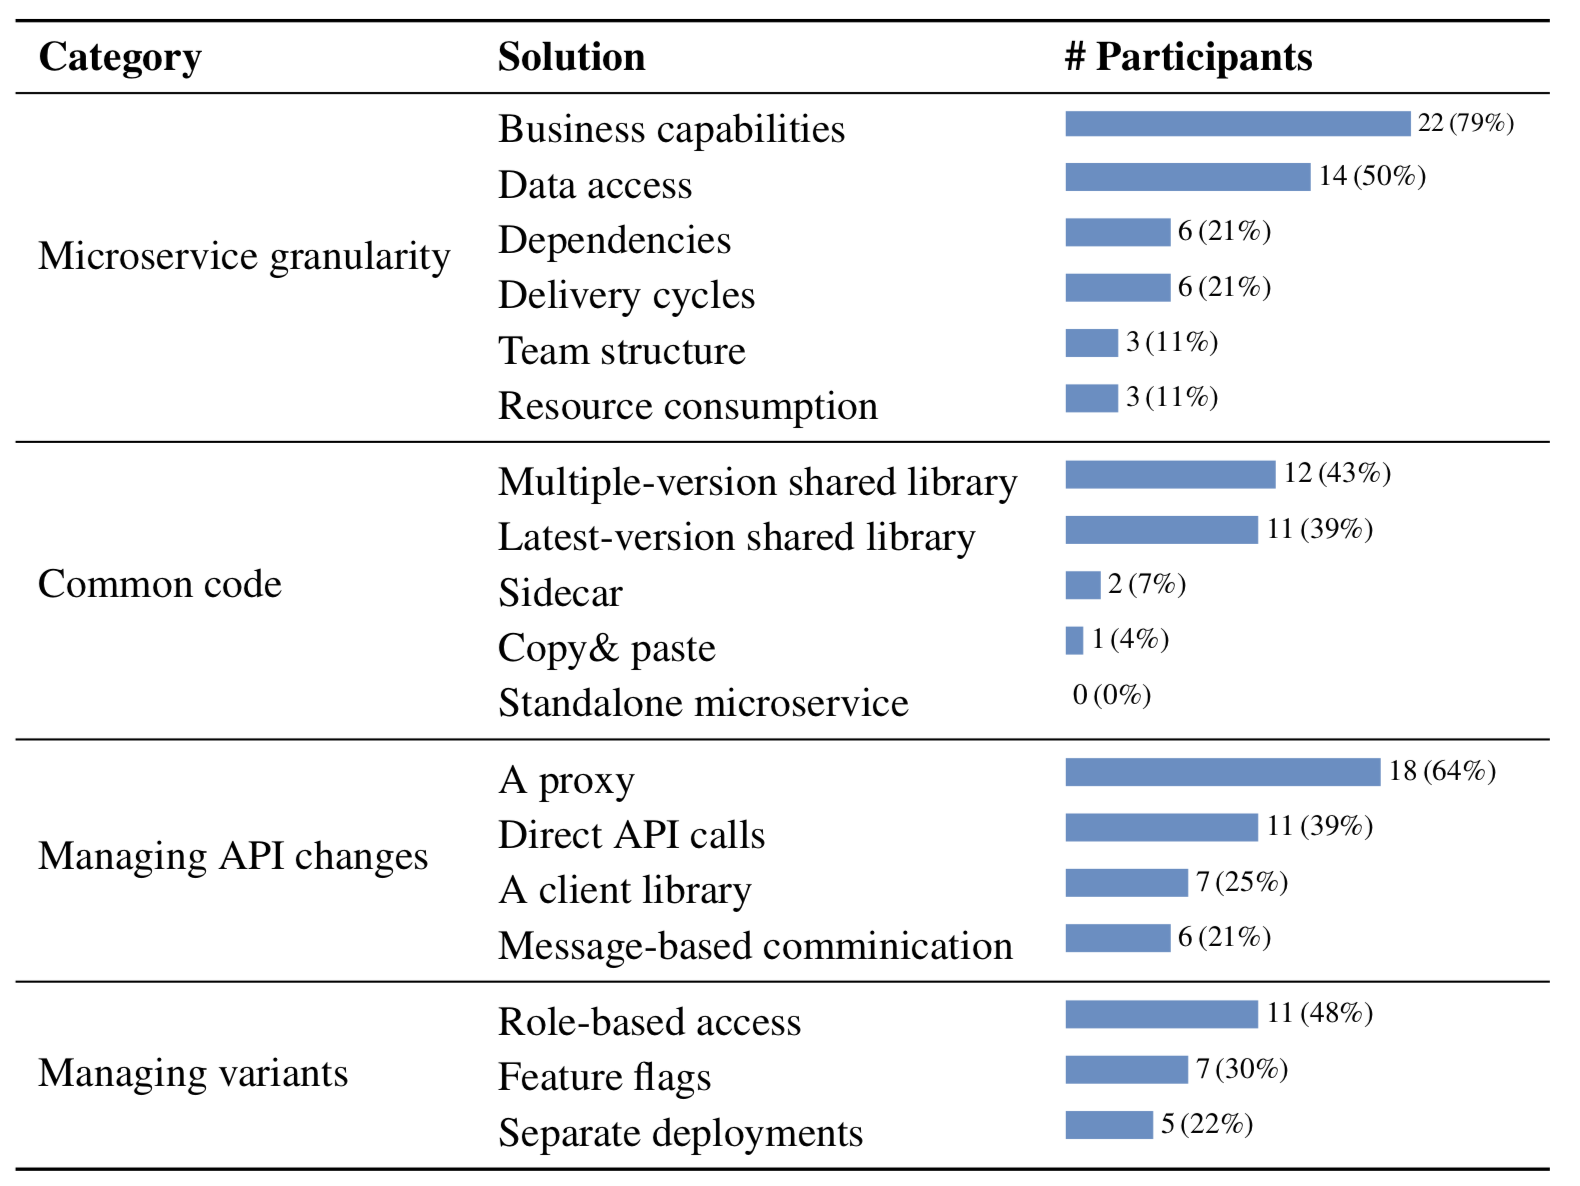 Category Solution # Participants
Microservice granularity
Business capabilities 22 (79%)
Data access 14 (50%)
Dependencies 6 (21%)
Delivery cycles 6 (21%)
Team structure 3 (11%)
Resource consumption 3 (11%)
Common code
Multiple-version shared library 12 (43%)
Latest-version shared library 11 (39%)
Sidecar 2 (7%)
Copy& paste 1 (4%)
Standalone microservice 0 (0%)
Managing API changes
A proxy 18 (64%)
Direct API calls 11 (39%)
A client library 7 (25%)
Message-based comminication 6 (21%)
Managing variants
Role-based access 11 (48%)
Feature flags 7 (30%)
Separate deployments 5 (22%)